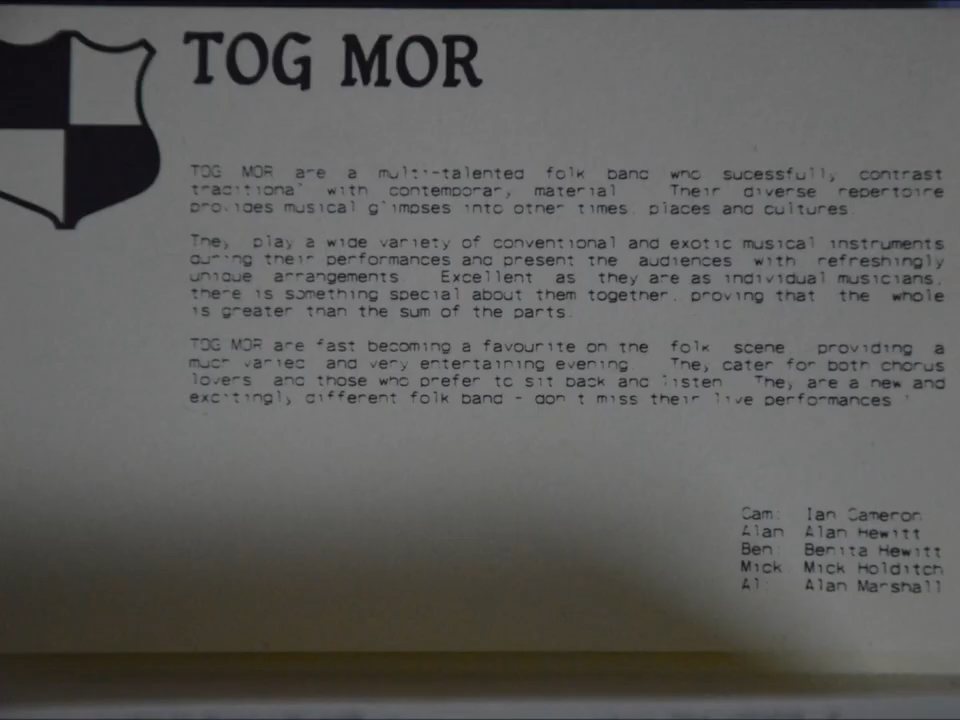 TOG MOR
TOG MOR are a multi-talented folk band who sucessfully contrast
traditional with contemporary material. Their diverse repertoire
provides musical glimpses into other times, places and cultures.
They play a wide variety of conventional and exotic musical instruments
during their performances and present the audiences with refreshingly
unique arrangements. Excellent as they are as individual musicians,
there is something special about them together, proving that the whole
is greater than the sum of the parts.
TOG MOR are fast becoming a favourite on the folk scene providing a
much varied and very entertaining evening. They cater for both chorus
lovers and those who prefer to sit back and listen. They are a new and
excitingly different folk band - don't miss their live performances !
Cam: Ian Cameron
Alan: Alan Hewitt
Ben: Benita Hewitt
Mick: Mick Holditch
Al: Alan Marshall